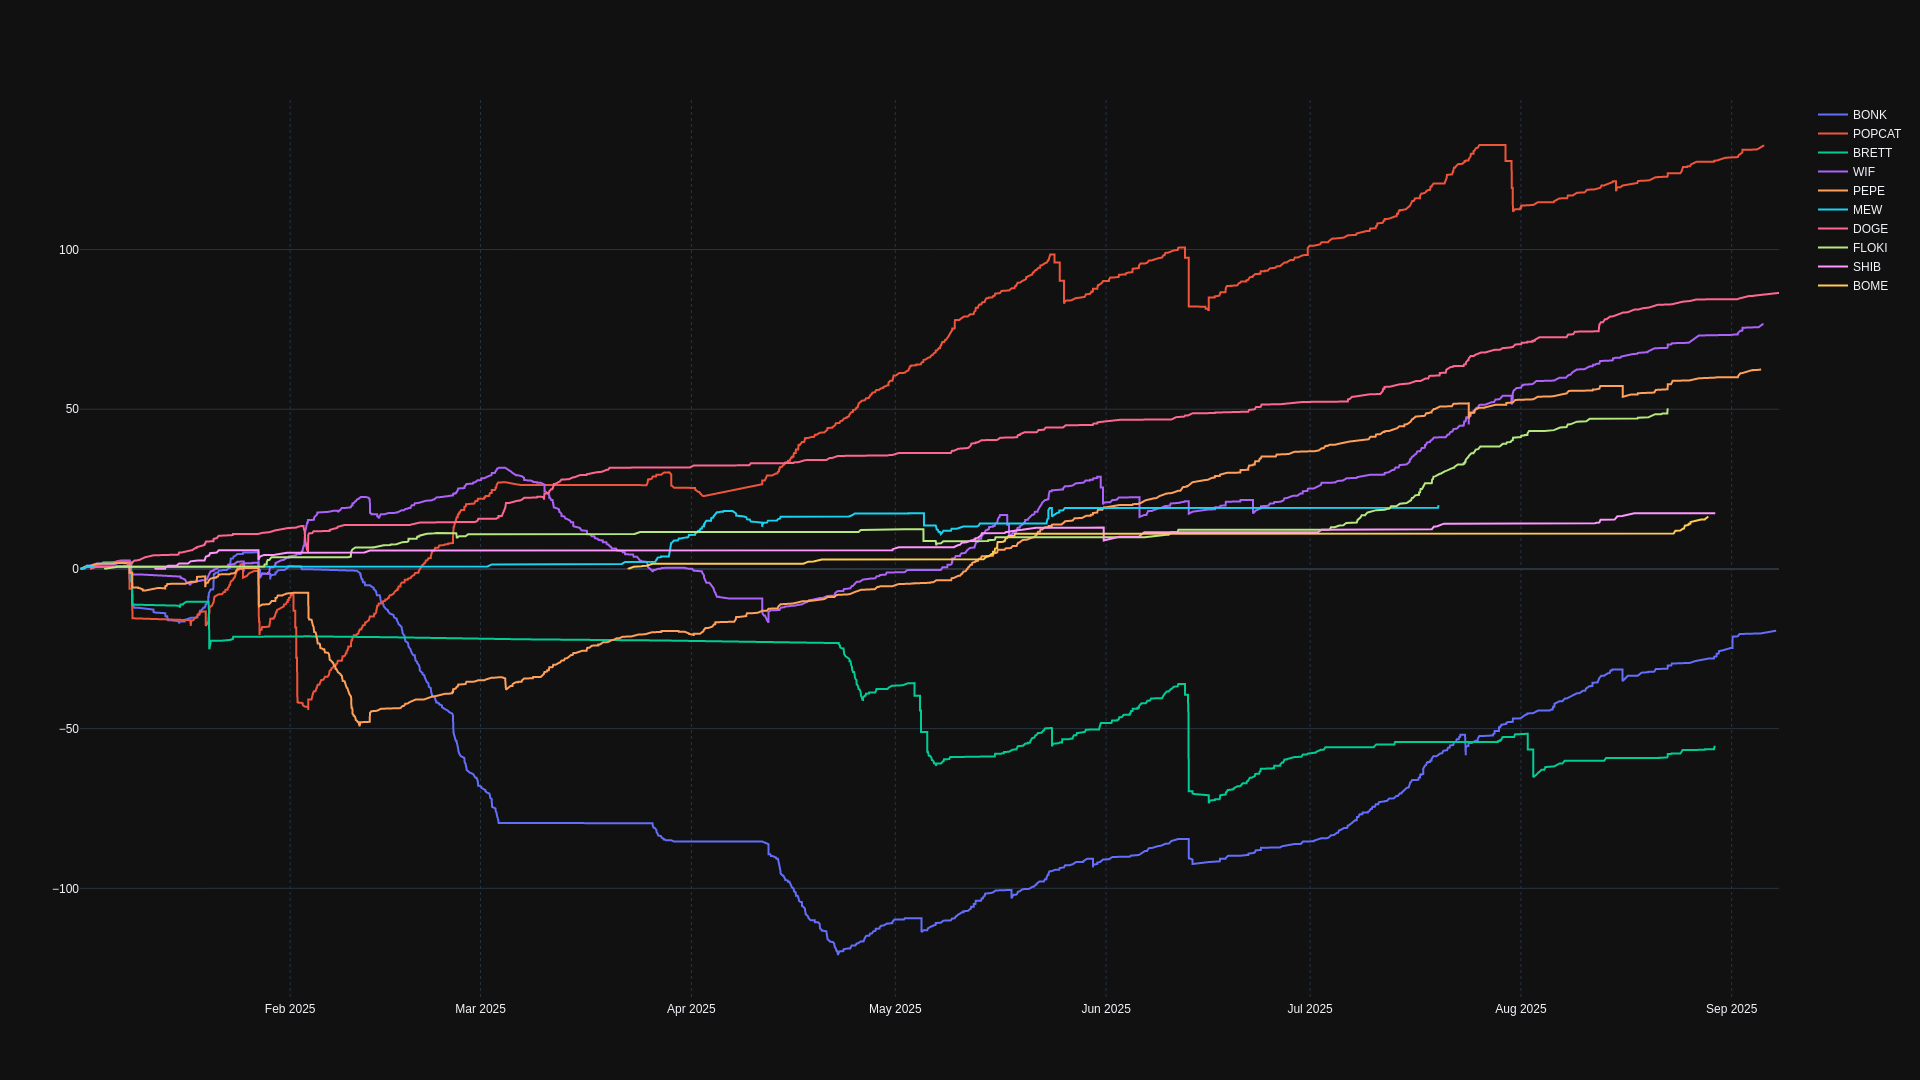 BONK
POPCAT
BRETT
WIF
PEPE
MEW
DOGE
FLOKI
SHIB
BOME
100
50
0
−50
−100
Feb 2025
Mar 2025
Apr 2025
May 2025
Jun 2025
Jul 2025
Aug 2025
Sep 2025